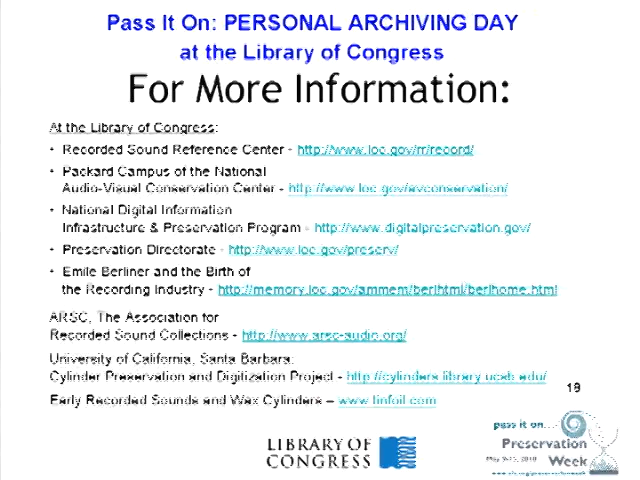 Pass It On: PERSONAL ARCHIVING DAY
at the Library of Congress
For More Information:
At the Library of Congress:
• Recorded Sound Reference Center - http://www.loc.gov/rr/record/
• Packard Campus of the National
Audio-Visual Conservation Center - http://www.loc.gov/avconservation/
• National Digital Information
Infrastructure & Preservation Program - http://www.digitalpreservation.gov/
• Preservation Directorate - http://www.loc.gov/preserv/
• Emile Berliner and the Birth of
the Recording Industry - http://memory.loc.gov/ammem/berlhtml/berlhome.html
ARSC, The Association for
Recorded Sound Collections - http://www.arsc-audio.org/
University of California, Santa Barbara:
Cylinder Preservation and Digitization Project - http://cylinders.library.ucsb.edu/
Early Recorded Sounds and Wax Cylinders – www.tinfoil.com
19
pass it on...
Preservation
Week
LIBRARY OF
CONGRESS